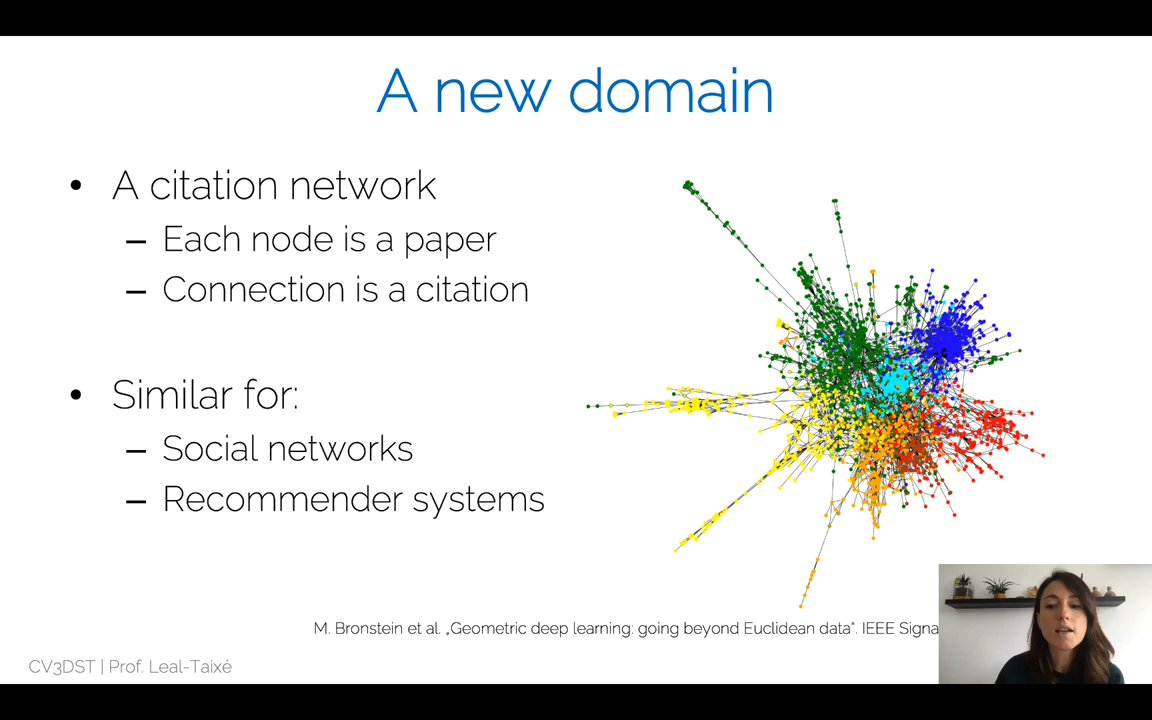 A new domain
• A citation network
– Each node is a paper
– Connection is a citation
• Similar for:
– Social networks
– Recommender systems
M. Bronstein et al. „Geometric deep learning: going beyond Euclidean data”. IEEE Signa
CV3DST | Prof. Leal-Taixé